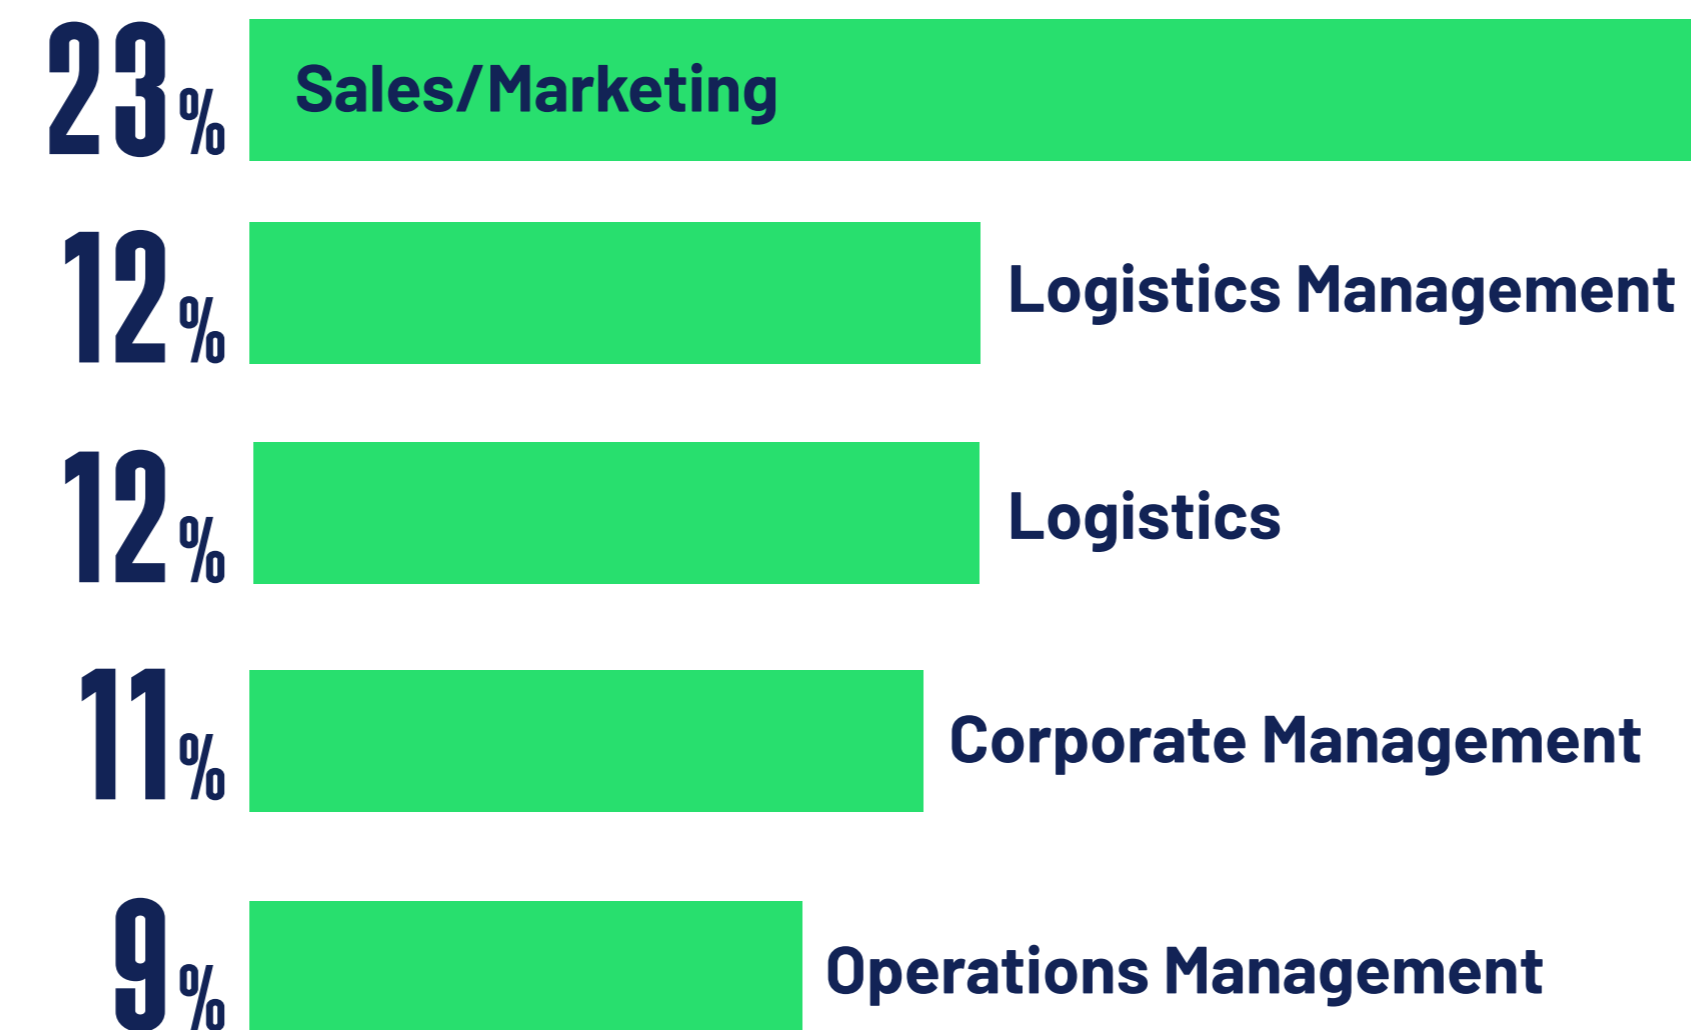 23% Sales/Marketing
12% Logistics Management
12% Logistics
11% Corporate Management
9% Operations Management